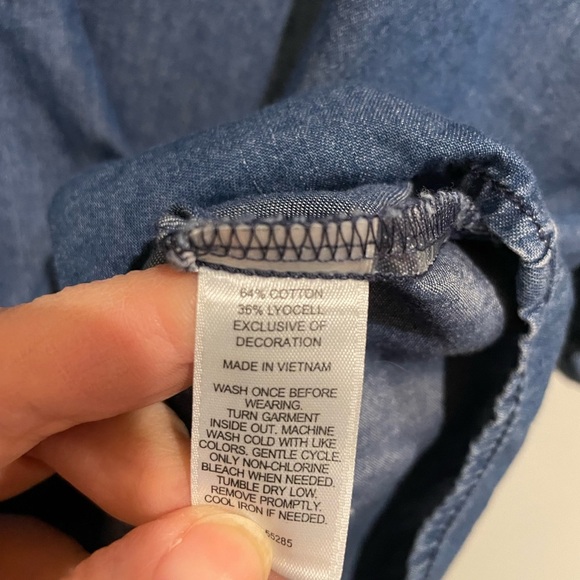 64% COTTON
36% LYOCELL
EXCLUSIVE OF
DECORATION
MADE IN VIETNAM
WASH ONCE BEFORE
WEARING.
TURN GARMENT
INSIDE OUT. MACHINE
WASH COLD WITH LIKE
COLORS. GENTLE CYCLE.
ONLY NON-CHLORINE
BLEACH WHEN NEEDED.
TUMBLE DRY LOW.
REMOVE PROMPTLY.
COOL IRON IF NEEDED.